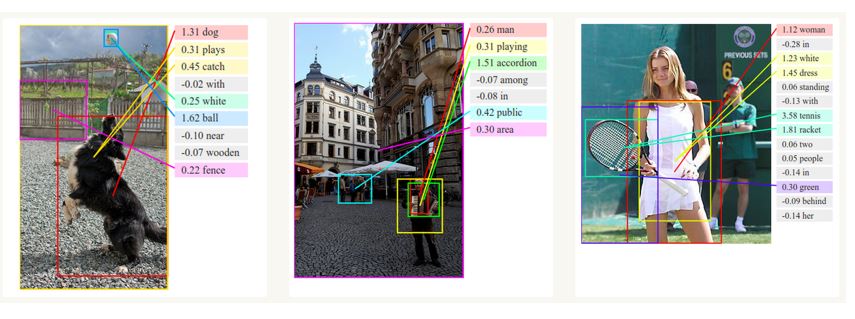 1.31 dog
0.31 plays
0.45 catch
-0.02 with
0.25 white
1.62 ball
-0.10 near
-0.07 wooden
0.22 fence
0.26 man
0.31 playing
1.51 accordion
-0.07 among
-0.08 in
0.42 public
0.30 area
PREVIOUS SETS
6
1.12 woman
-0.28 in
1.23 white
1.45 dress
0.06 standing
-0.13 with
3.58 tennis
1.81 racket
0.06 two
0.05 people
-0.14 in
0.30 green
-0.09 behind
-0.14 her